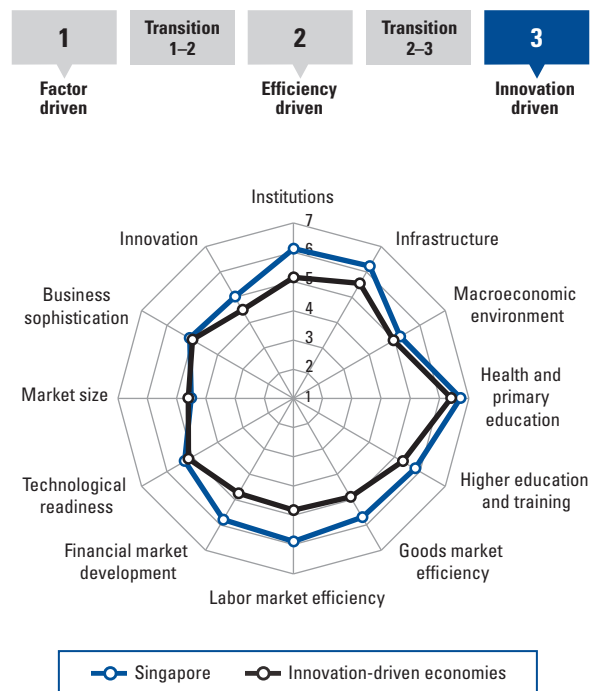 1
Transition
1–2
2
Transition
2–3
3
Factor
driven
Efficiency
driven
Innovation
driven
Institutions
7
Innovation
Infrastructure
6
5
Business
sophistication
Macroeconomic
environment
4
3
2
Market size
1
Health and
primary
education
Technological
readiness
Higher education
and training
Financial market
development
Goods market
efficiency
Labor market efficiency
Singapore
Innovation-driven economies